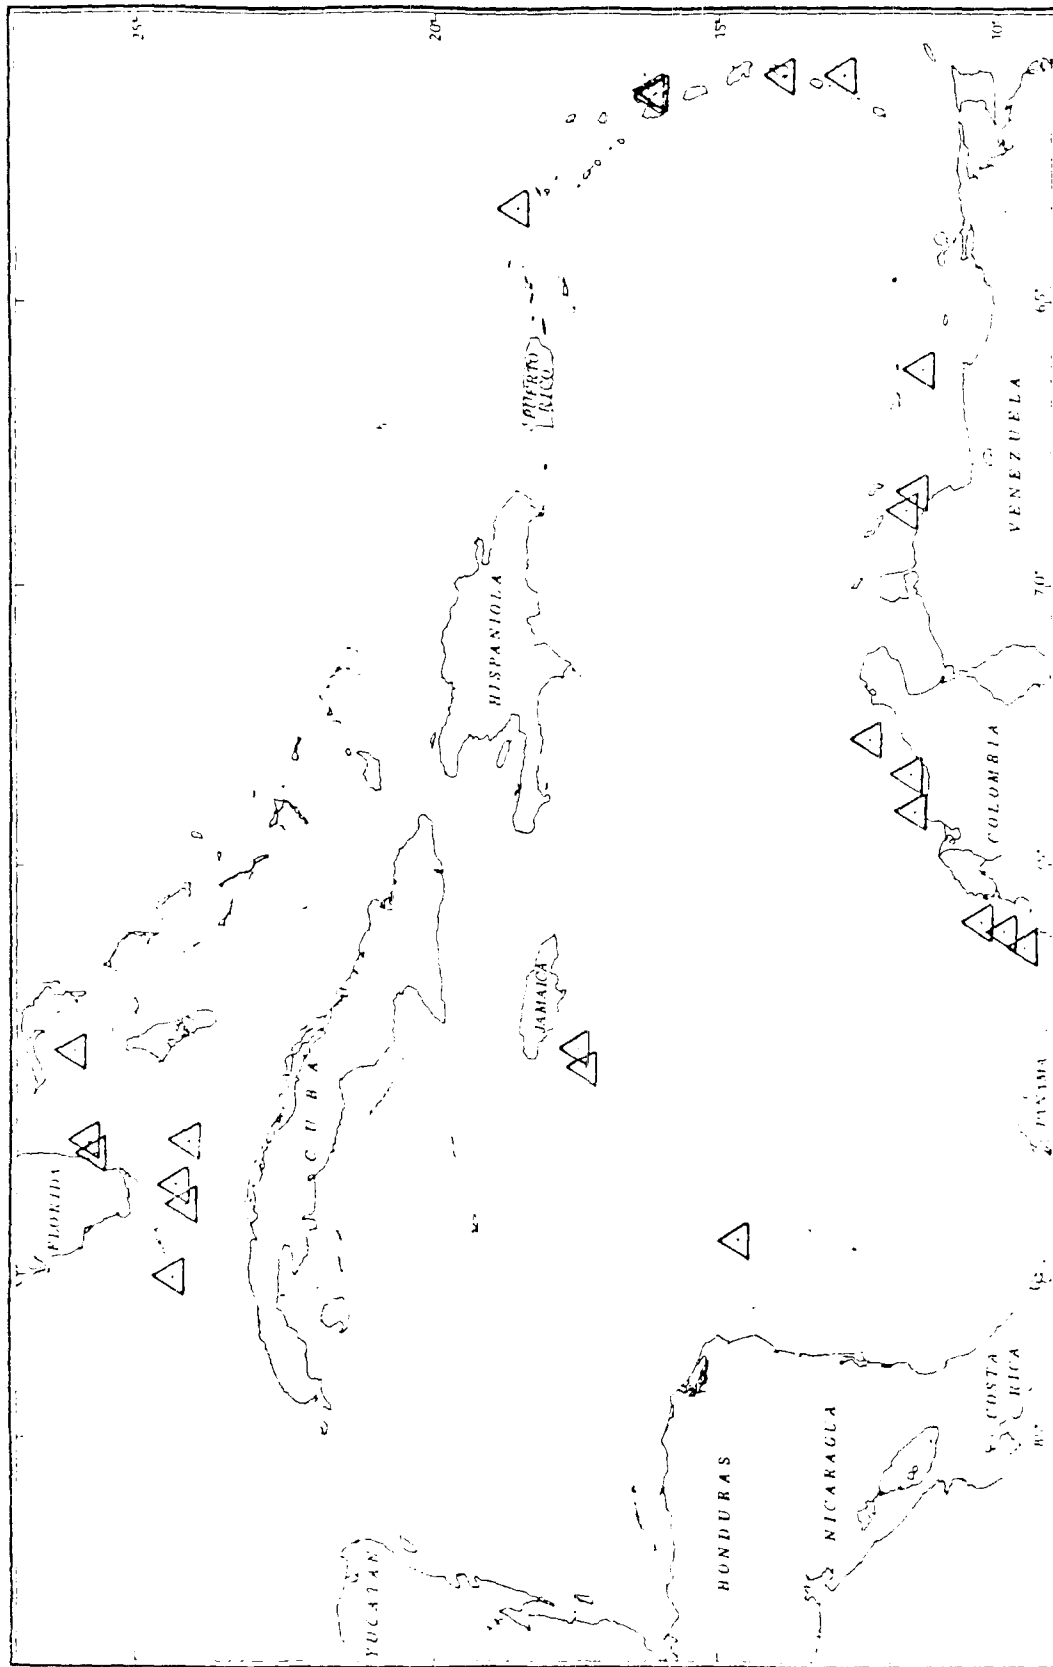 25°
20°
15°
10°
FLORIDA
CUBA
JAMAICA
HISPANIOLA
PUERTO
RICO
YUCATAN
HONDURAS
NICARAGUA
COSTA
RICA
PANAMA
COLOMBIA
VENEZUELA
70°
65°